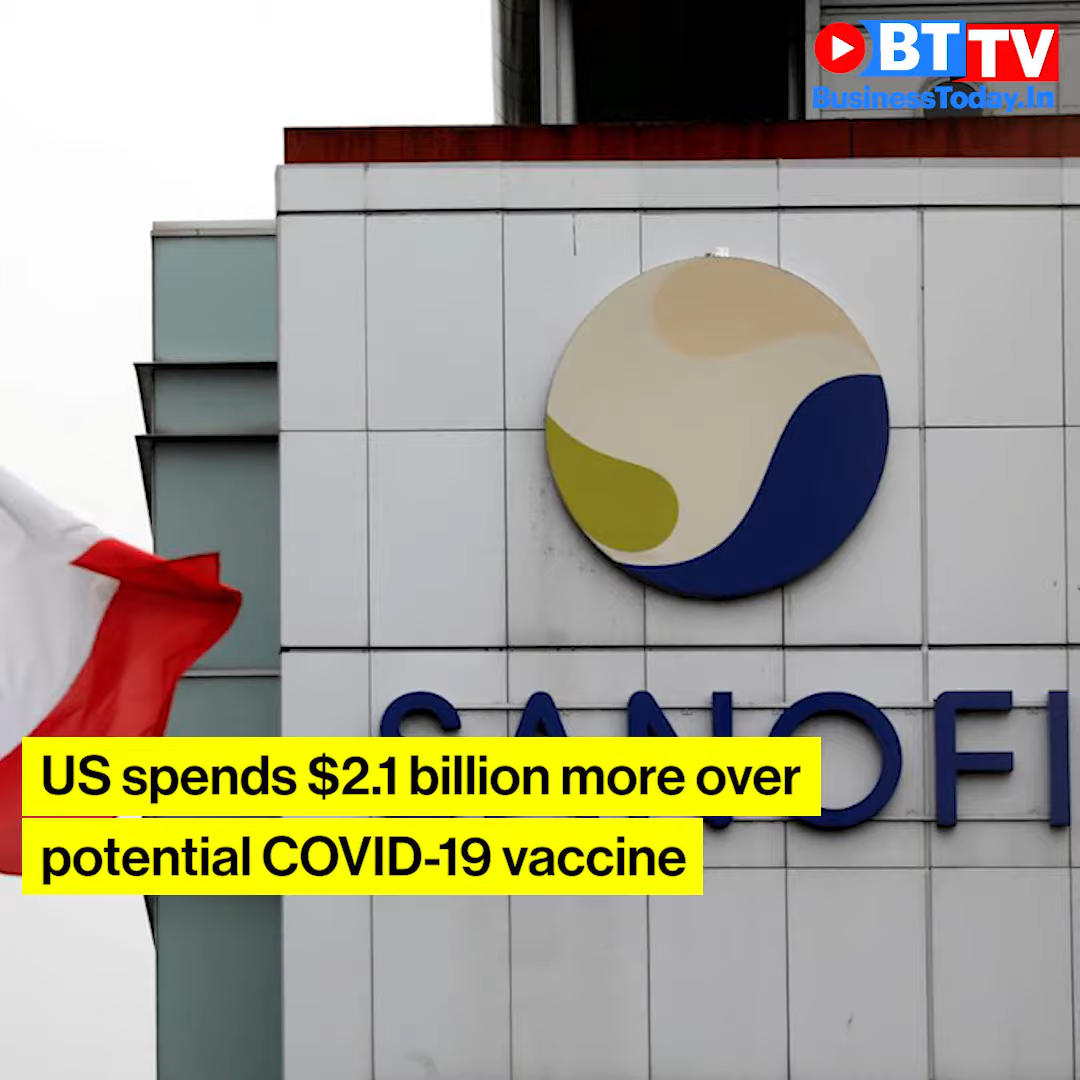 BT TV
BusinessToday.In
SANOFI
US spends $2.1 billion more over
potential COVID-19 vaccine